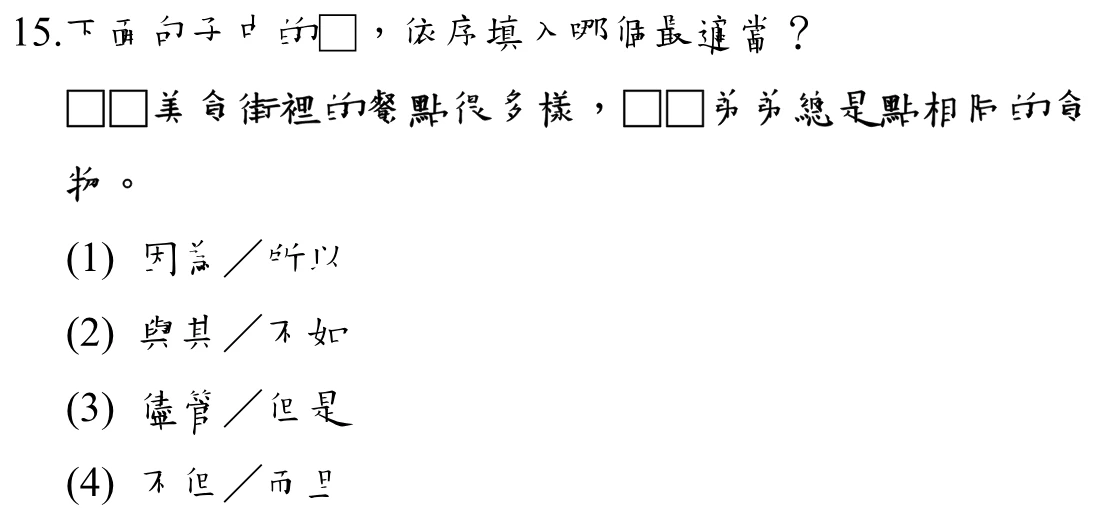 15.下面句子中的□，依序填入哪個最適當？
□□美食街裡的餐點很多樣，□□弟弟總是點相同的食
物。
(1) 因為／所以
(2) 與其／不如
(3) 儘管／但是
(4) 不但／而且